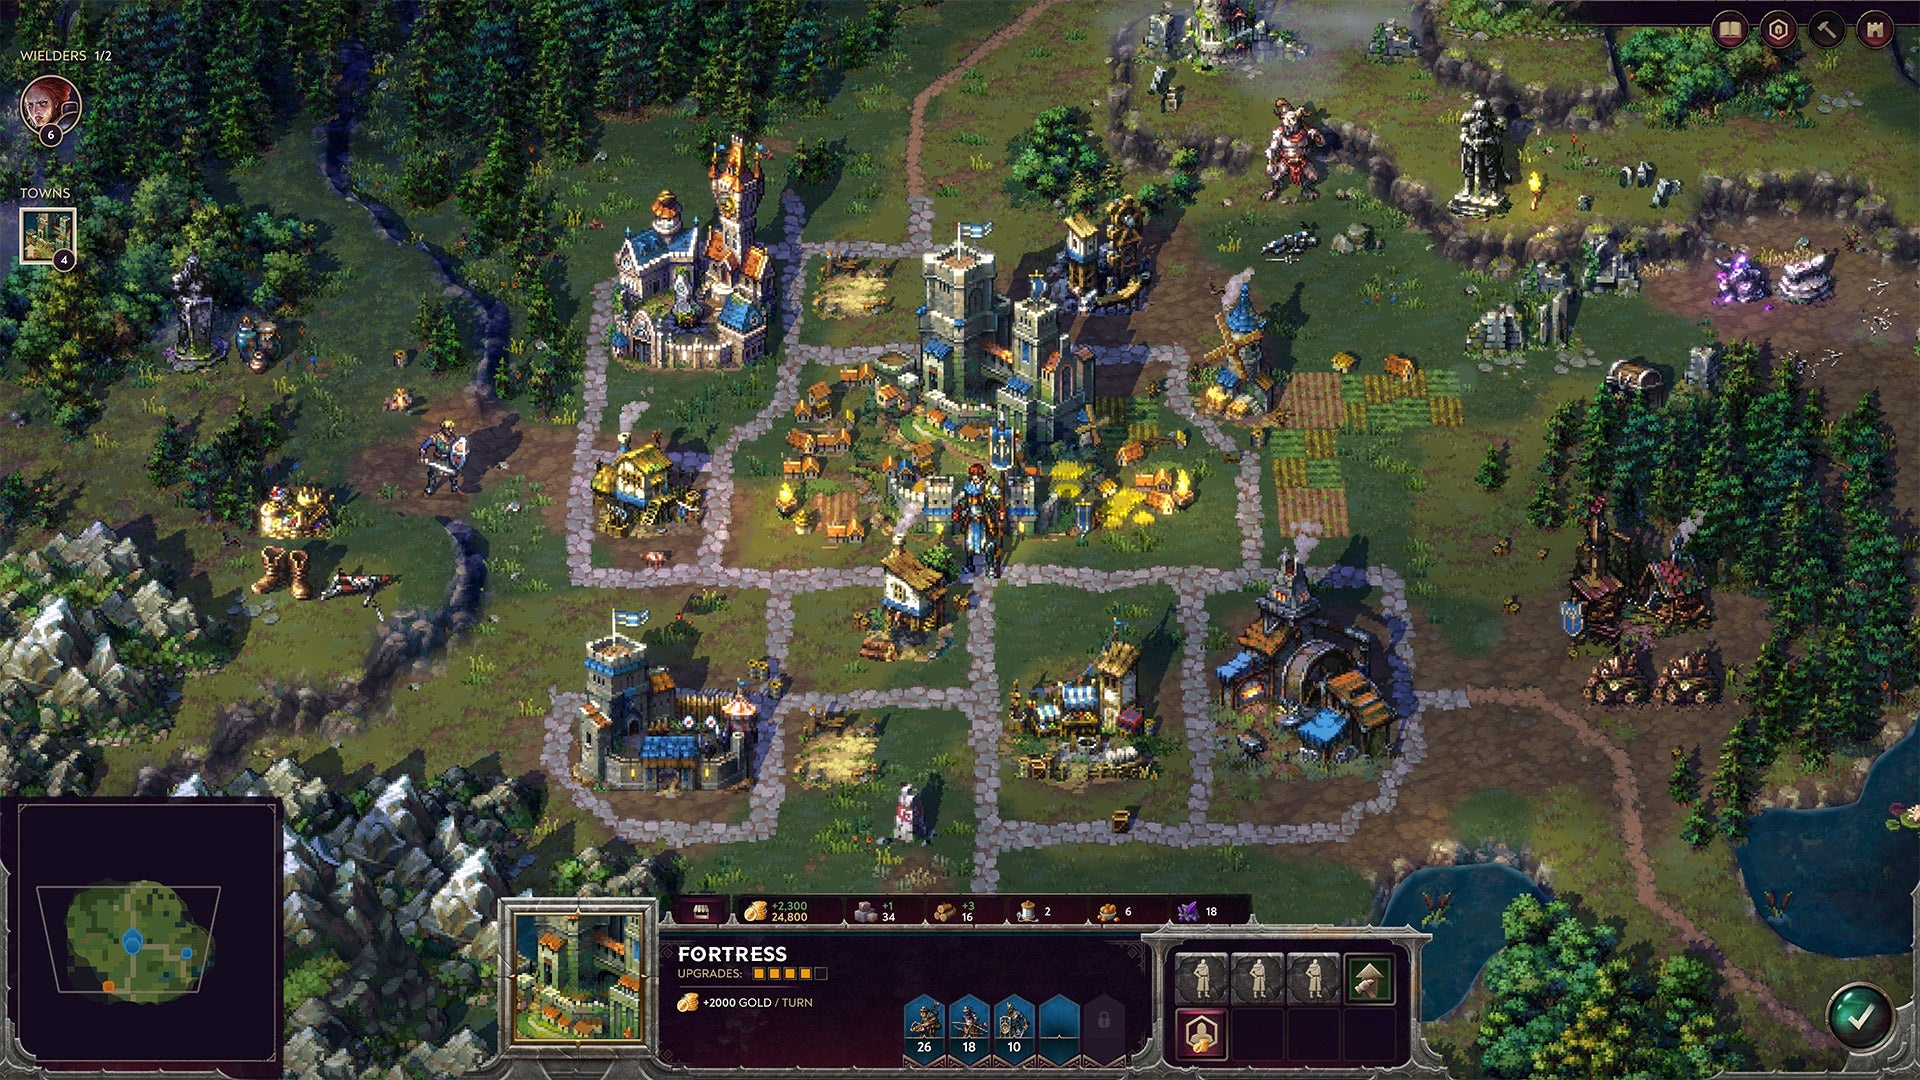 WIELDERS 1/2
6
TOWNS
4
+2,300
24,800
+1
34
+3
16
2
6
18
FORTRESS
UPGRADES:
+2000 GOLD / TURN
26 18 10